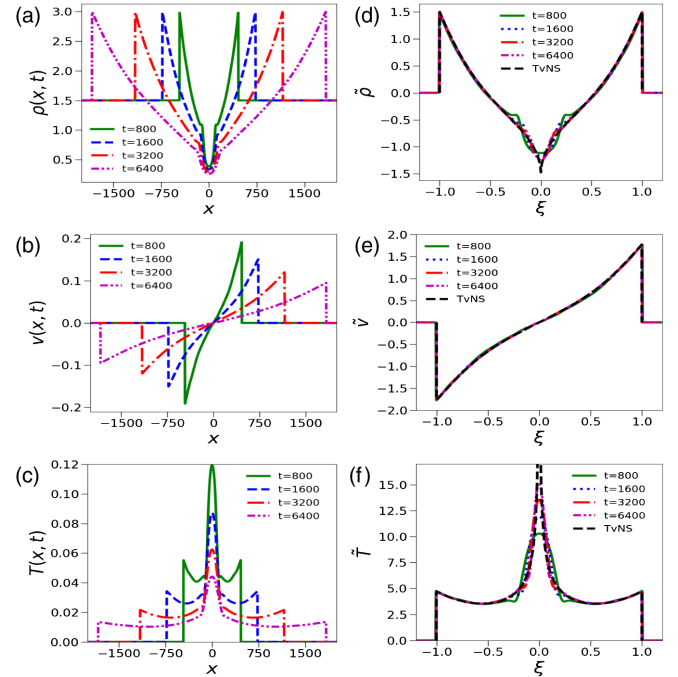 (a)
3.0
2.5
2.0
1.5
1.0
0.5
ρ(x, t)
t=800
t=1600
t=3200
t=6400
−1500 −750 0 750 1500
x
(d)
1.5
1.0
0.5
0.0
−0.5
−1.0
−1.5
ρ̃
t=800
t=1600
t=3200
t=6400
TvNS
−1.0 −0.5 0.0 0.5 1.0
ξ
(b)
0.2
0.1
0.0
−0.1
−0.2
v(x, t)
t=800
t=1600
t=3200
t=6400
−1500 −750 0 750 1500
x
(e)
2.0
1.5
1.0
0.5
0.0
−0.5
−1.0
−1.5
−2.0
ṽ
t=800
t=1600
t=3200
t=6400
TvNS
−1.0 −0.5 0.0 0.5 1.0
ξ
(c)
0.12
0.10
0.08
0.06
0.04
0.02
0.00
T(x, t)
t=800
t=1600
t=3200
t=6400
−1500 −750 0 750 1500
x
(f)
15.0
12.5
10.0
7.5
5.0
2.5
0.0
T̃
t=800
t=1600
t=3200
t=6400
TvNS
−1.0 −0.5 0.0 0.5 1.0
ξ